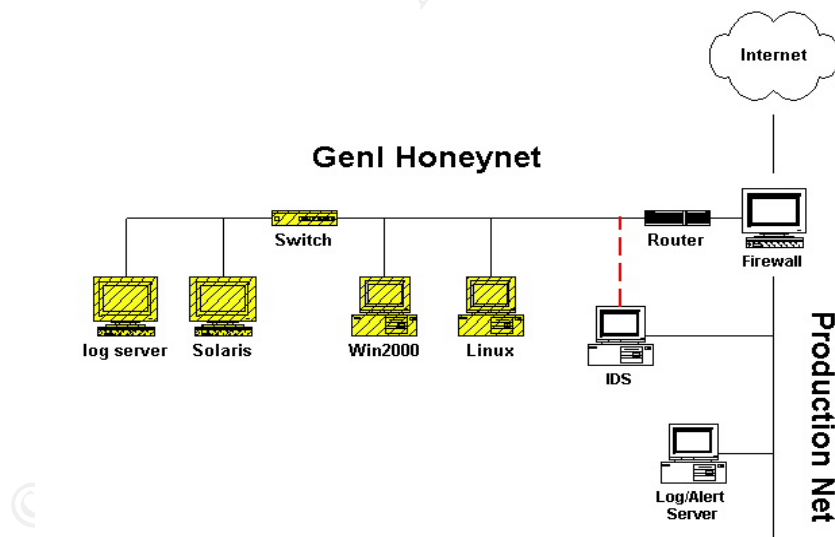 Internet
GenI Honeynet
Switch
Router
Firewall
log server
Solaris
Win2000
Linux
IDS
Log/Alert
Server
Production Net
©